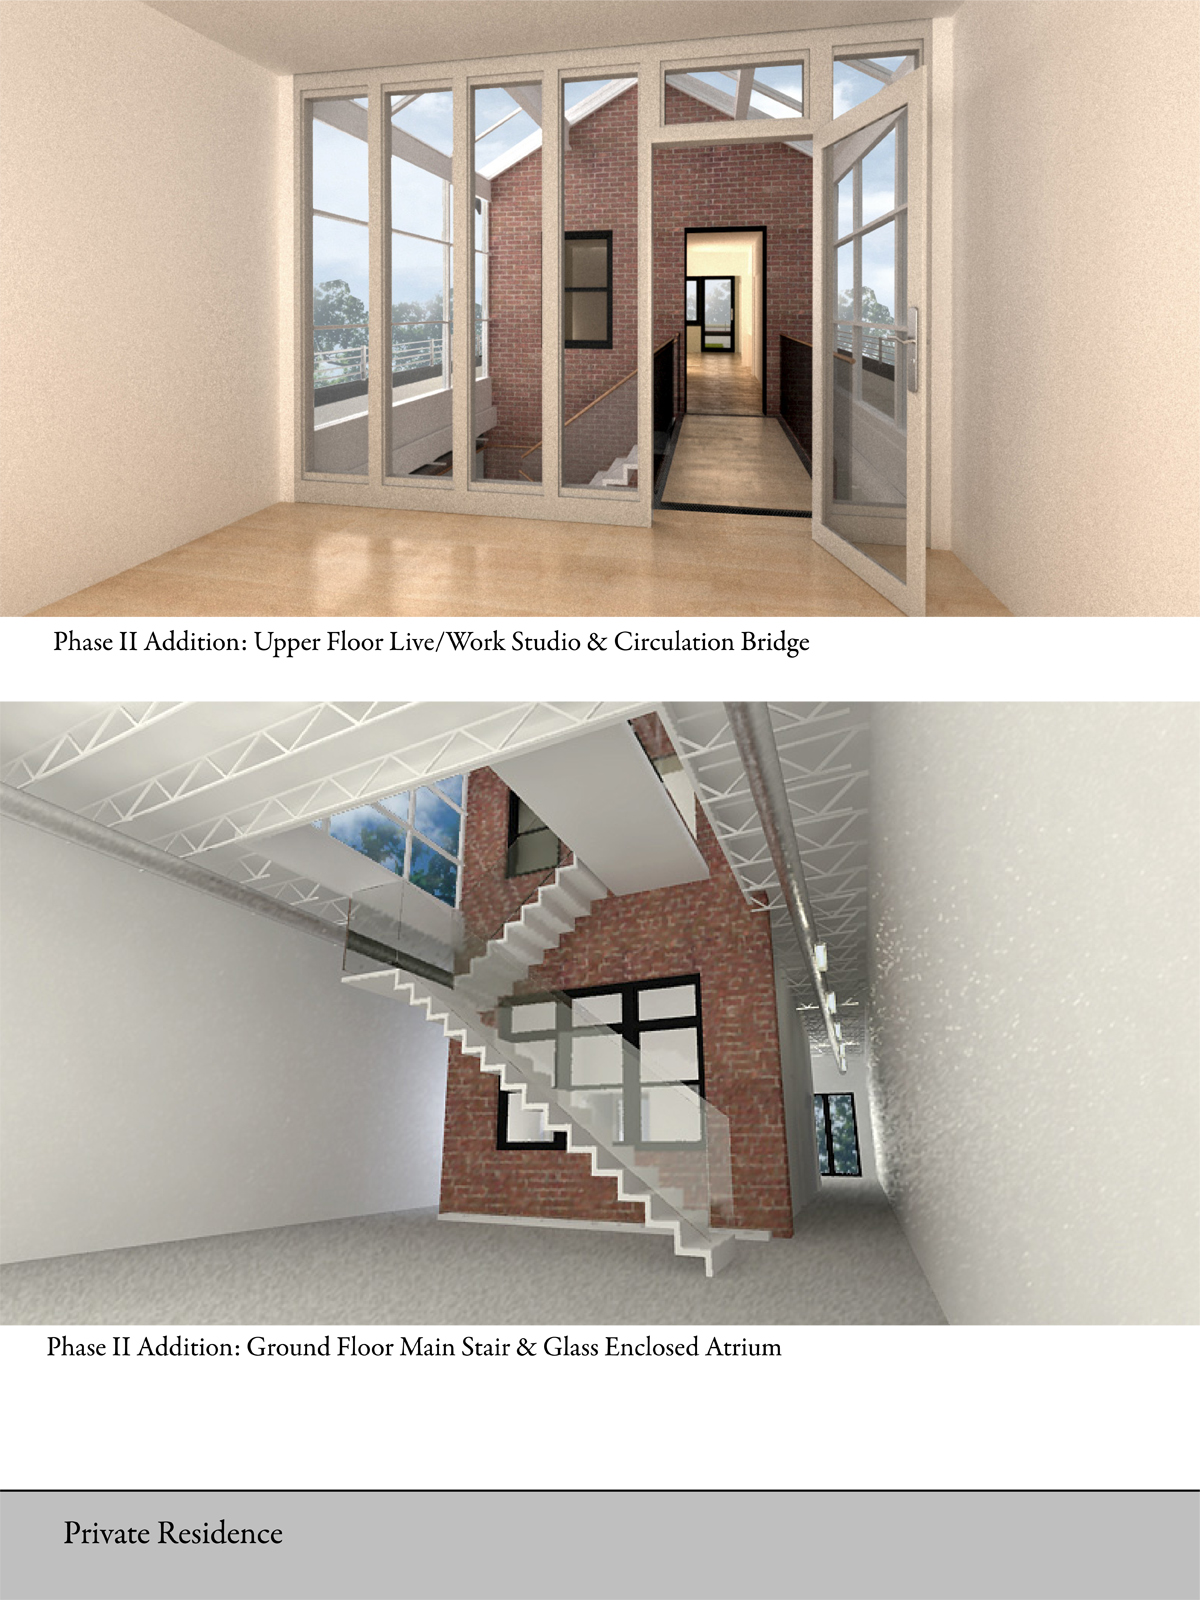 Phase II Addition: Upper Floor Live/Work Studio & Circulation Bridge
Phase II Addition: Ground Floor Main Stair & Glass Enclosed Atrium
Private Residence